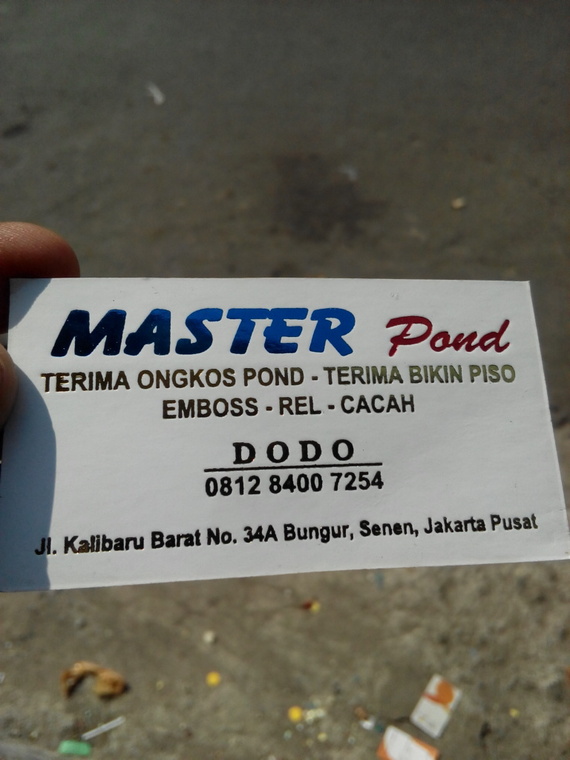 MASTER Pond
TERIMA ONGKOS POND - TERIMA BIKIN PISO
EMBOSS - REL - CACAH
DODO
0812 8400 7254
Jl. Kalibaru Barat No. 34A Bungur, Senen, Jakarta Pusat